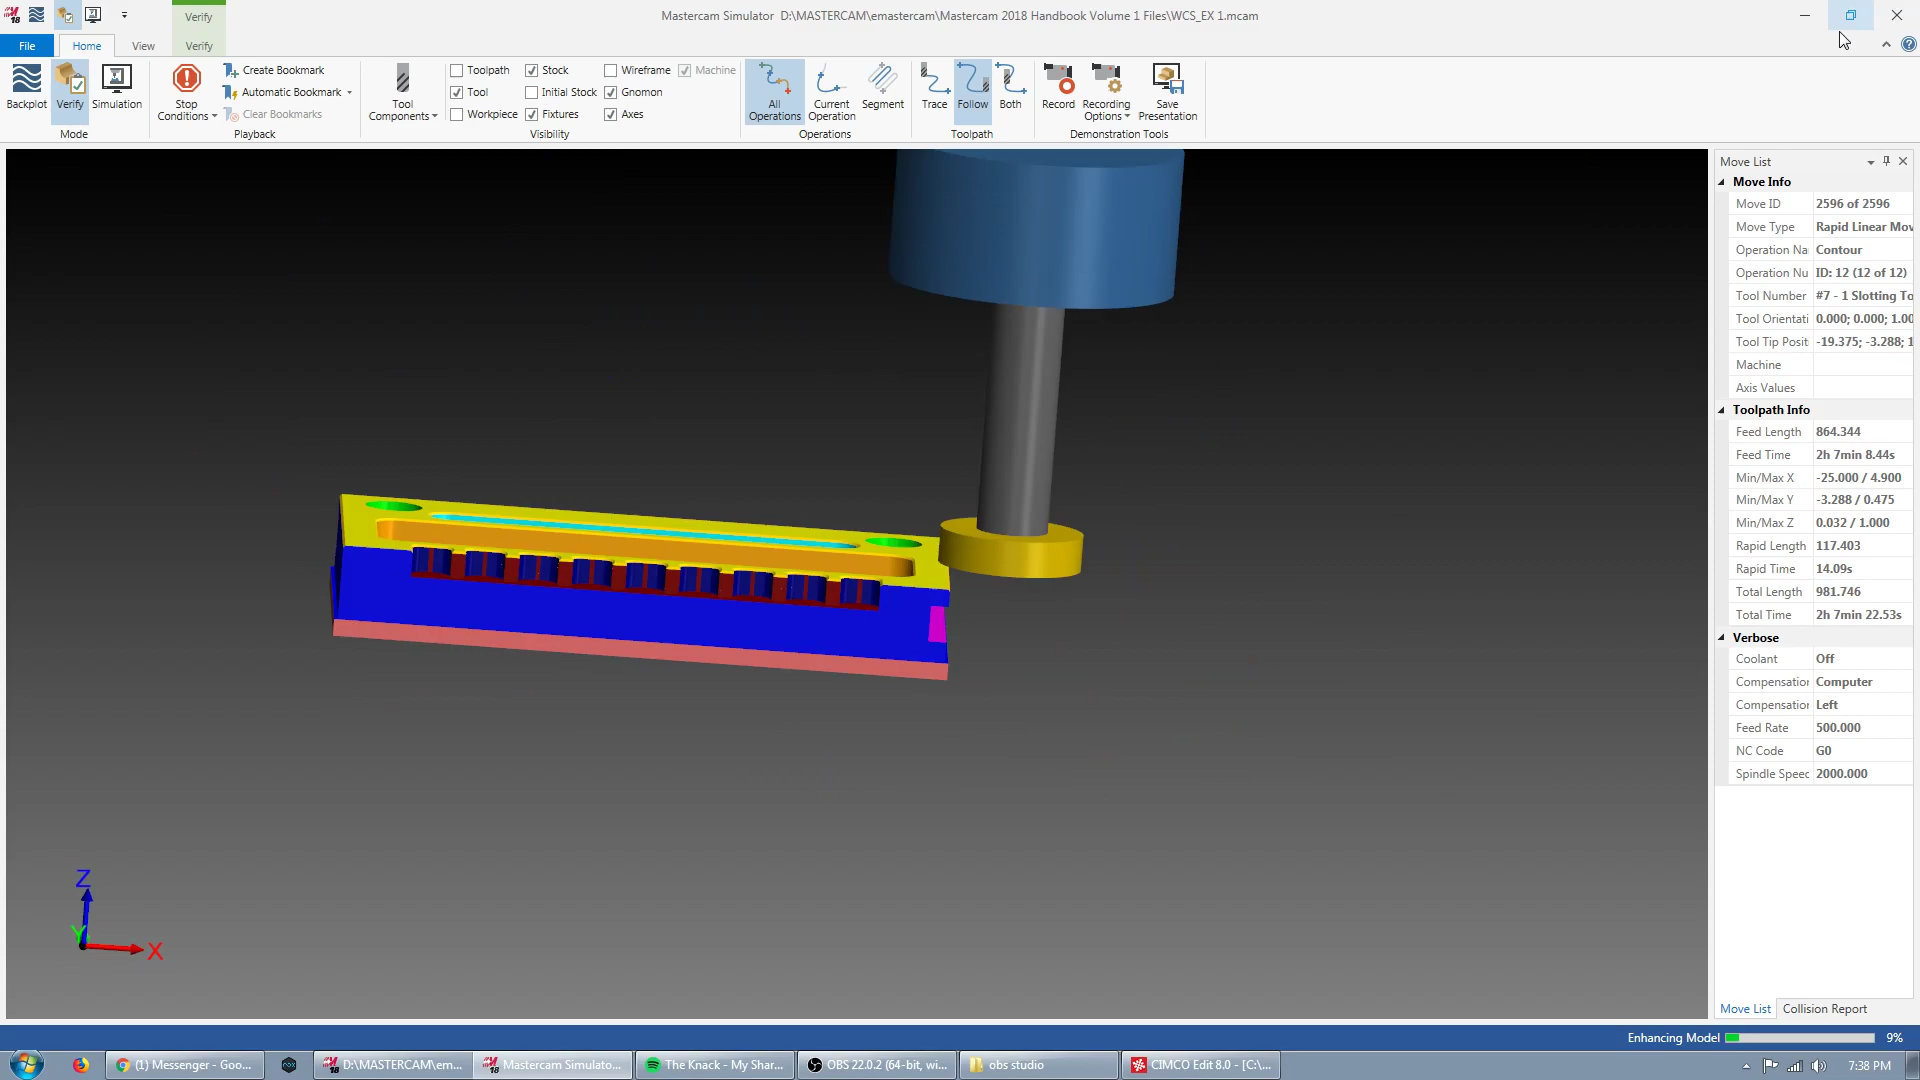 Verify
Mastercam Simulator  D:\MASTERCAM\emastercam\Mastercam 2018 Handbook Volume 1 Files\WCS_EX 1.mcam
File
Home
View
Verify
Backplot
Verify
Simulation
Mode
Stop
Conditions
Create Bookmark
Automatic Bookmark
Clear Bookmarks
Playback
Tool
Components
Toolpath
Tool
Workpiece
Stock
Initial Stock
Fixtures
Wireframe
Gnomon
Axes
Machine
Visibility
All
Operations
Current
Operation
Segment
Operations
Trace
Follow
Both
Toolpath
Record
Recording
Options
Save
Presentation
Demonstration Tools
Move List
Move Info
Move ID 2596 of 2596
Move Type Rapid Linear Mov
Operation Na Contour
Operation Nu ID: 12 (12 of 12)
Tool Number #7 - 1 Slotting To
Tool Orientati 0.000; 0.000; 1.00
Tool Tip Posit -19.375; -3.288; 1
Machine
Axis Values
Toolpath Info
Feed Length 864.344
Feed Time 2h 7min 8.44s
Min/Max X -25.000 / 4.900
Min/Max Y -3.288 / 0.475
Min/Max Z 0.032 / 1.000
Rapid Length 117.403
Rapid Time 14.09s
Total Length 981.746
Total Time 2h 7min 22.53s
Verbose
Coolant Off
Compensation Computer
Compensation Left
Feed Rate 500.000
NC Code G0
Spindle Speed 2000.000
Z
Y
X
Move List
Collision Report
Enhancing Model 9%
(1) Messenger - Goo...
18 D:\MASTERCAM\em...
18 Mastercam Simulato...
The Knack - My Shar...
OBS 22.0.2 (64-bit, wi...
obs studio
CIMCO Edit 8.0 - [C:\...
7:38 PM